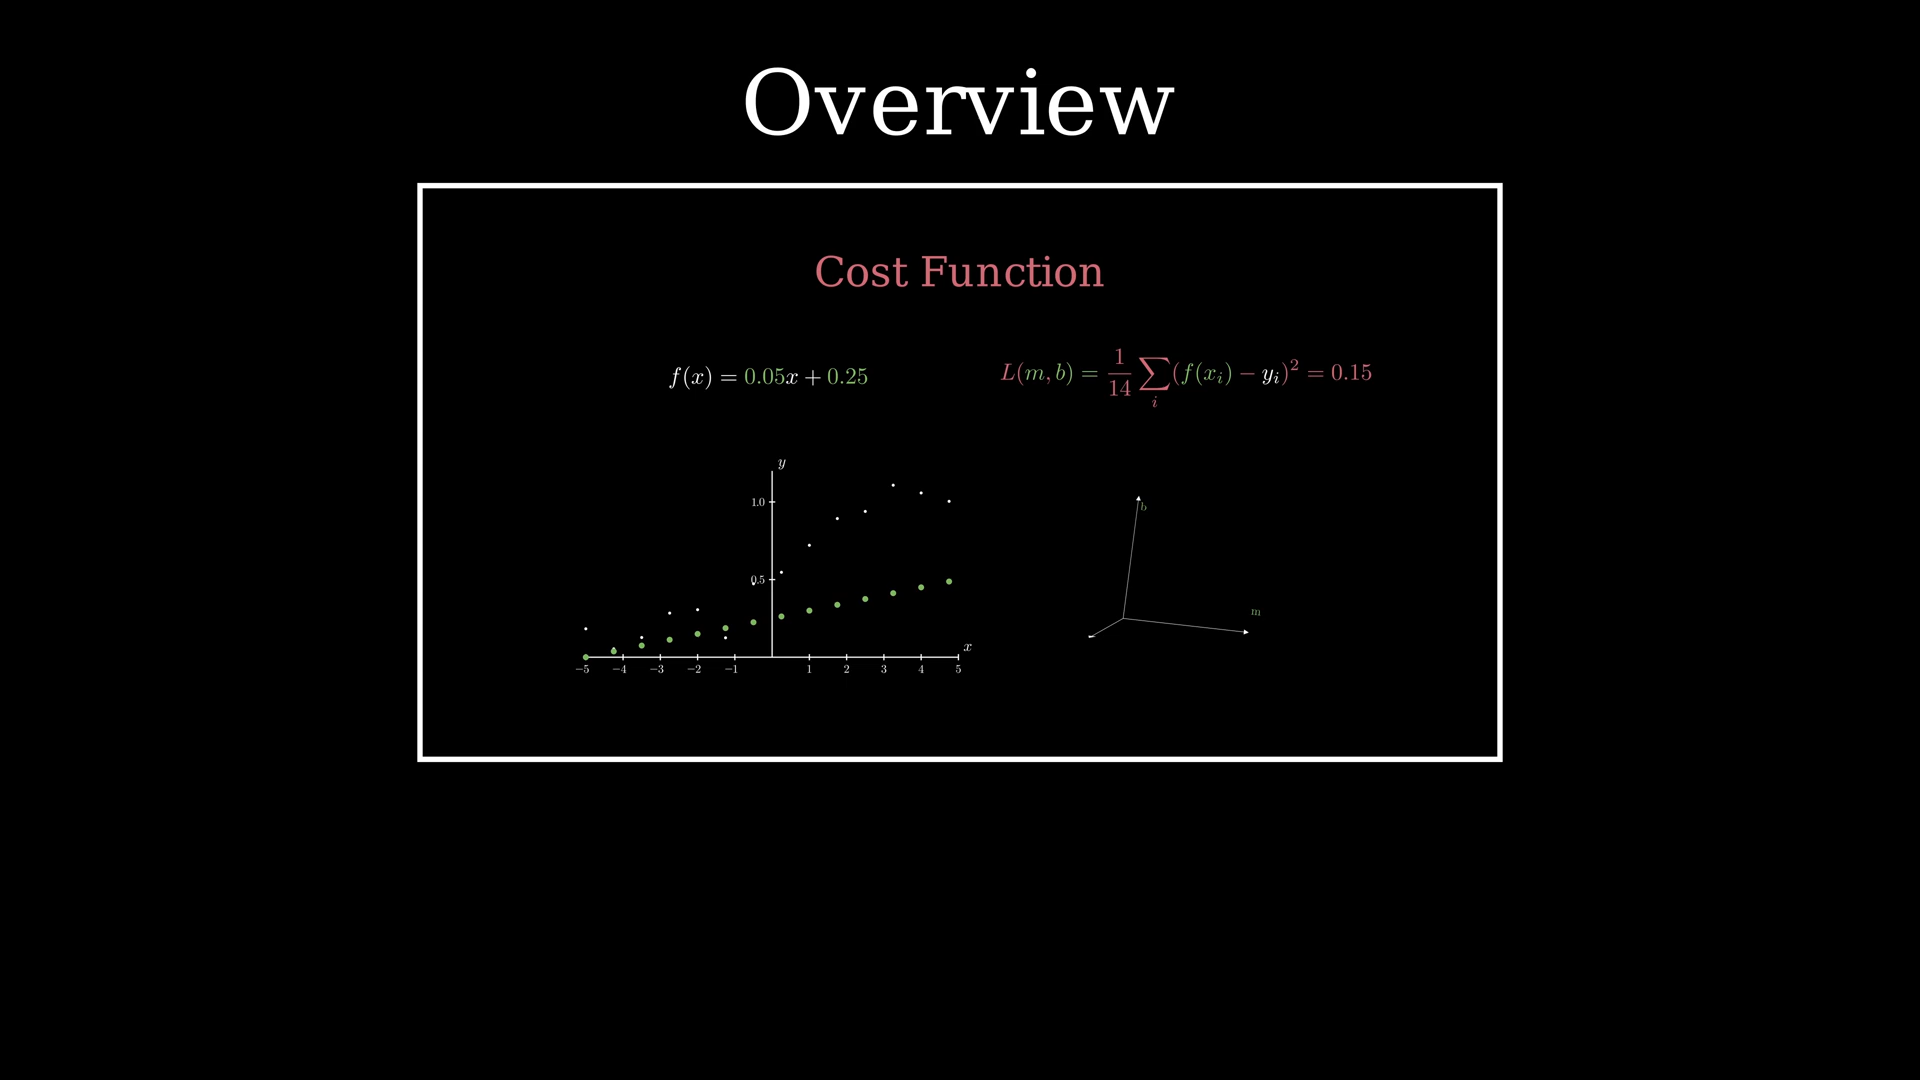 Overview
Cost Function
f(x) = 0.05x + 0.25
L(m, b) = 1/14 ∑_i (f(x_i) − y_i)^2 = 0.15
y
1.0
0.5
x
−5 −4 −3 −2 −1 1 2 3 4 5
b
m